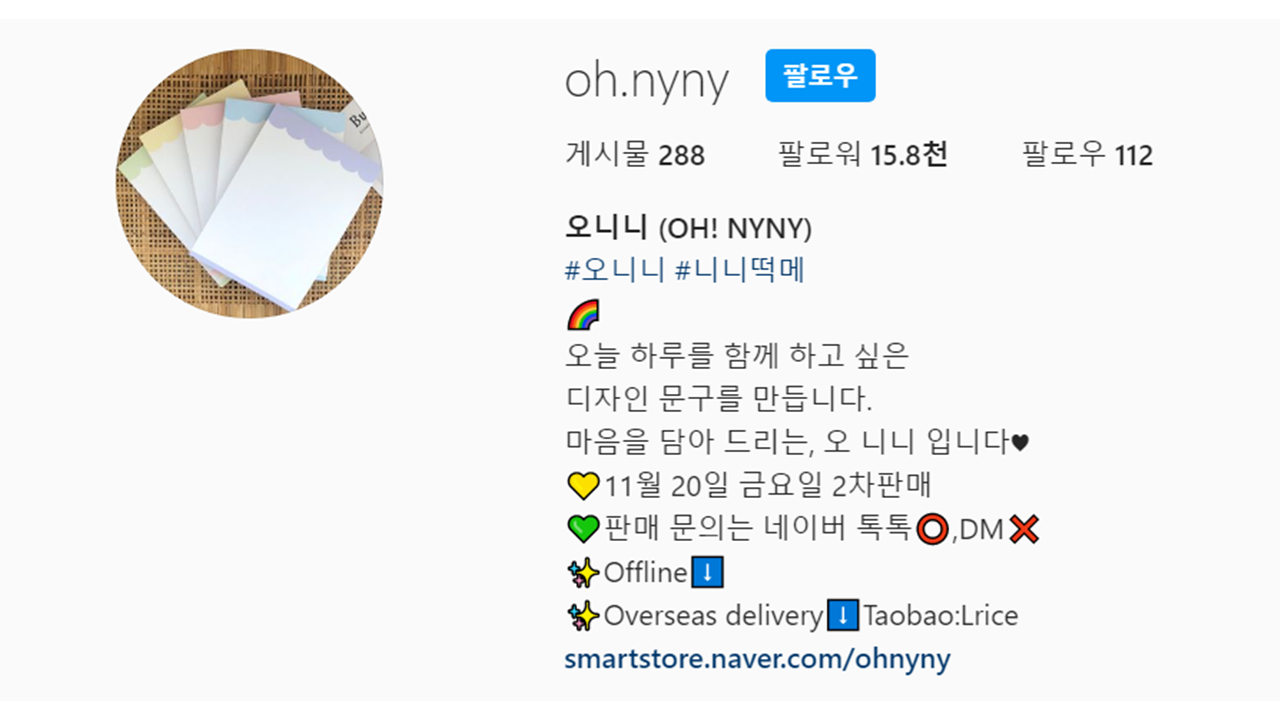 Bu
oh.nyny 팔로우
게시물 288 팔로워 15.8천 팔로우 112
오니니 (OH! NYNY)
#오니니 #니니떡메
🌈
오늘 하루를 함께 하고 싶은
디자인 문구를 만듭니다.
마음을 담아 드리는, 오 니니 입니다♥
💛11월 20일 금요일 2차판매
💚판매 문의는 네이버 톡톡⭕,DM❌
✨Offline⬇
✨Overseas delivery⬇Taobao:Lrice
smartstore.naver.com/ohnyny